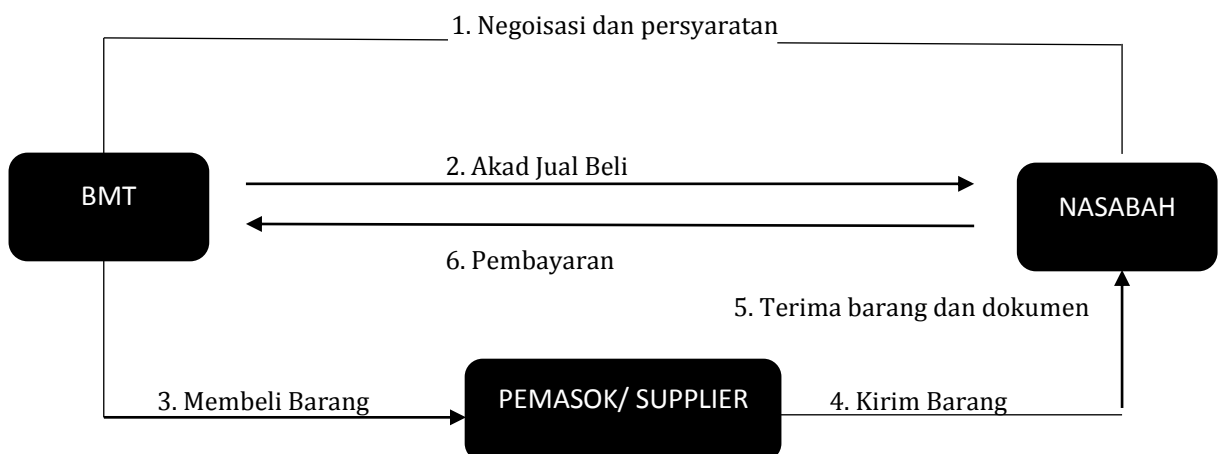 1. Negoisasi dan persyaratan
2. Akad Jual Beli
BMT
NASABAH
6. Pembayaran
5. Terima barang dan dokumen
3. Membeli Barang
PEMASOK/ SUPPLIER
4. Kirim Barang